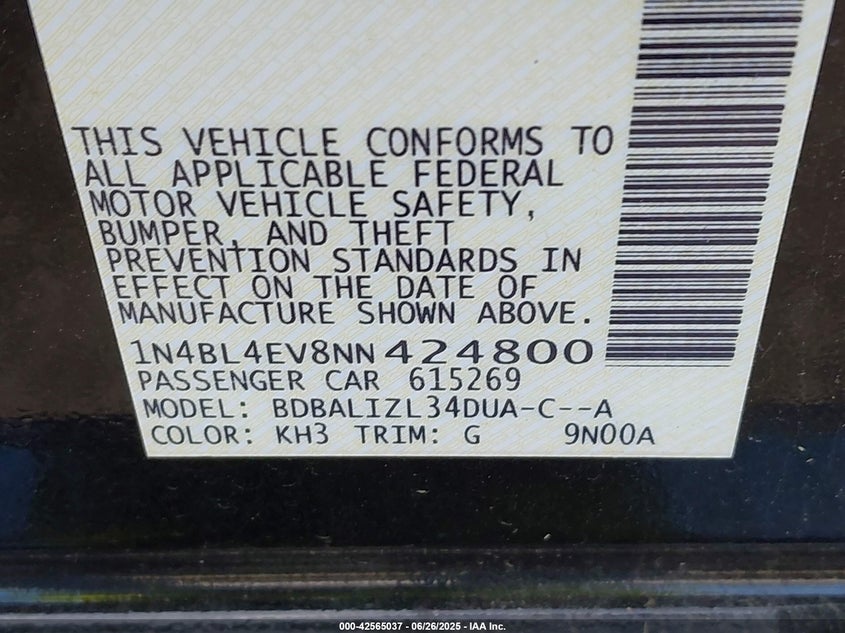 THIS VEHICLE CONFORMS TO
ALL APPLICABLE FEDERAL
MOTOR VEHICLE SAFETY,
BUMPER, AND THEFT
PREVENTION STANDARDS IN
EFFECT ON THE DATE OF
MANUFACTURE SHOWN ABOVE.
1N4BL4EV8NN424800
PASSENGER CAR 615269
MODEL: BDBALIZL34DUA-C--A
COLOR: KH3 TRIM: G 9N00A
000-42565037 - 06/26/2025 - IAA Inc.